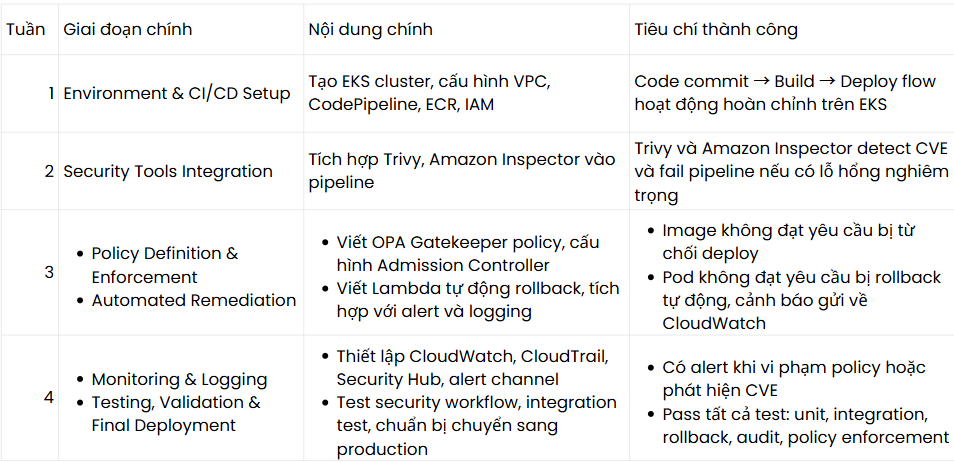 Tuần Giai đoạn chính Nội dung chính Tiêu chí thành công
1 Environment & CI/CD Setup
Tạo EKS cluster, cấu hình VPC,
CodePipeline, ECR, IAM
Code commit → Build → Deploy flow
hoạt động hoàn chỉnh trên EKS
2 Security Tools Integration
Tích hợp Trivy, Amazon Inspector vào
pipeline
Trivy và Amazon Inspector detect CVE
và fail pipeline nếu có lỗ hổng nghiêm
trọng
3
• Policy Definition &
Enforcement
• Automated Remediation
• Viết OPA Gatekeeper policy, cấu
hình Admission Controller
• Viết Lambda tự động rollback, tích
hợp với alert và logging
• Image không đạt yêu cầu bị từ
chối deploy
• Pod không đạt yêu cầu bị rollback
tự động, cảnh báo gửi về
CloudWatch
4
• Monitoring & Logging
• Testing, Validation &
Final Deployment
• Thiết lập CloudWatch, CloudTrail,
Security Hub, alert channel
• Test security workflow, integration
test, chuẩn bị chuyển sang
production
• Có alert khi vi phạm policy hoặc
phát hiện CVE
• Pass tất cả test: unit, integration,
rollback, audit, policy enforcement